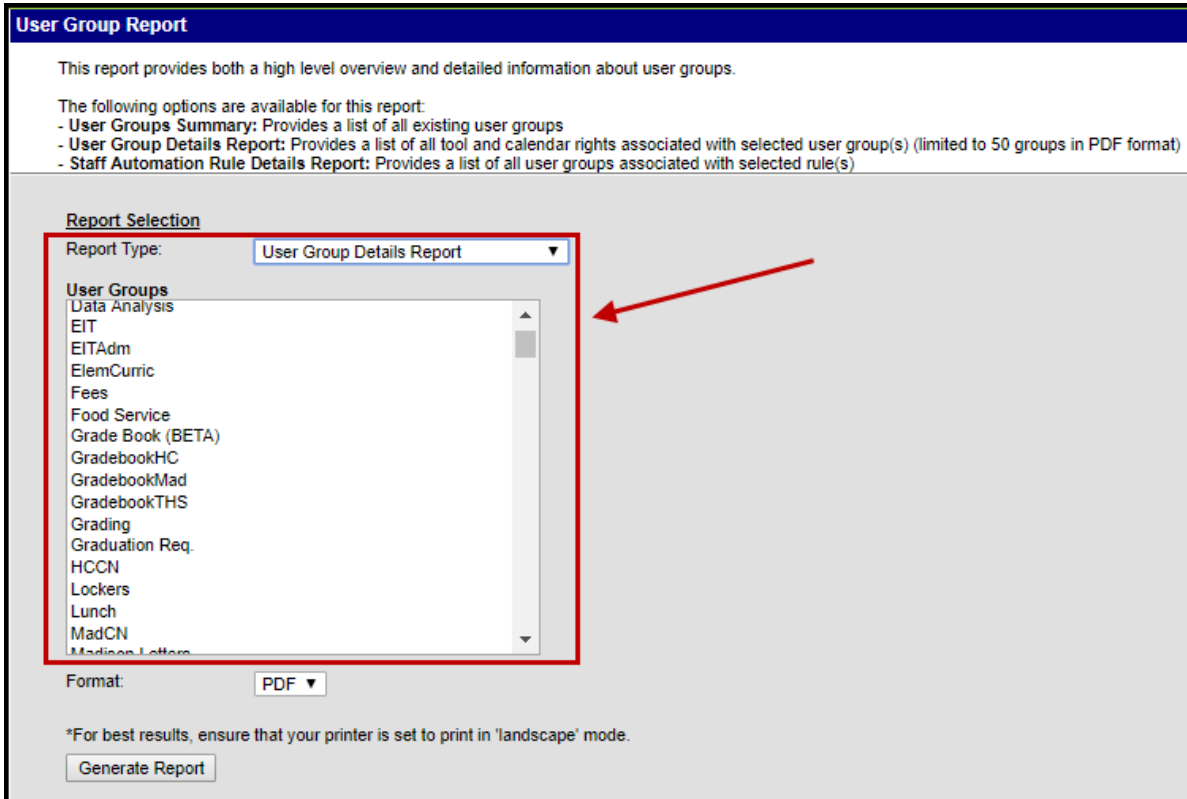 User Group Report
This report provides both a high level overview and detailed information about user groups.
The following options are available for this report:
- User Groups Summary: Provides a list of all existing user groups
- User Group Details Report: Provides a list of all tool and calendar rights associated with selected user group(s) (limited to 50 groups in PDF format)
- Staff Automation Rule Details Report: Provides a list of all user groups associated with selected rule(s)
Report Selection
Report Type: User Group Details Report
User Groups
Data Analysis
EIT
EITAdm
ElemCurric
Fees
Food Service
Grade Book (BETA)
GradebookHC
GradebookMad
GradebookTHS
Grading
Graduation Req.
HCCN
Lockers
Lunch
MadCN
Madison Letters
Format: PDF
*For best results, ensure that your printer is set to print in 'landscape' mode.
Generate Report